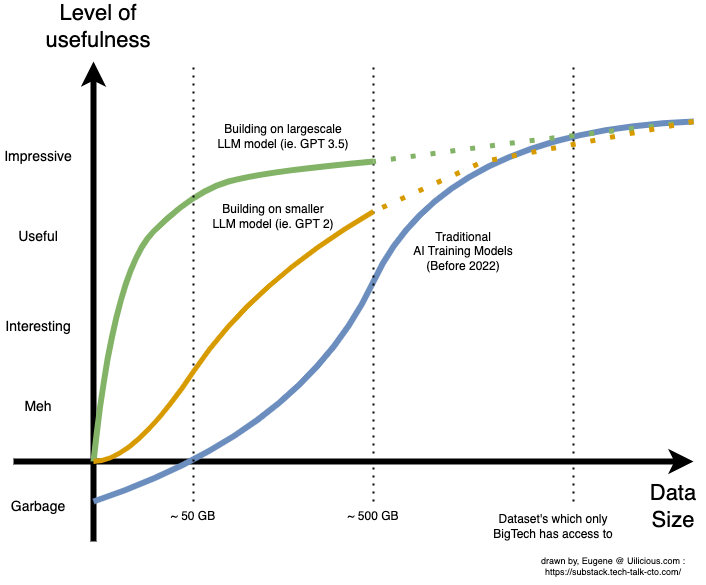 Level of
usefulness
Impressive
Building on largescale
LLM model (ie. GPT 3.5)
Useful
Building on smaller
LLM model (ie. GPT 2)
Traditional
AI Training Models
(Before 2022)
Interesting
Meh
Garbage
~ 50 GB
~ 500 GB
Dataset's which only
BigTech has access to
Data
Size
drawn by, Eugene @ Uilicious.com :
https://substack.tech-talk-cto.com/